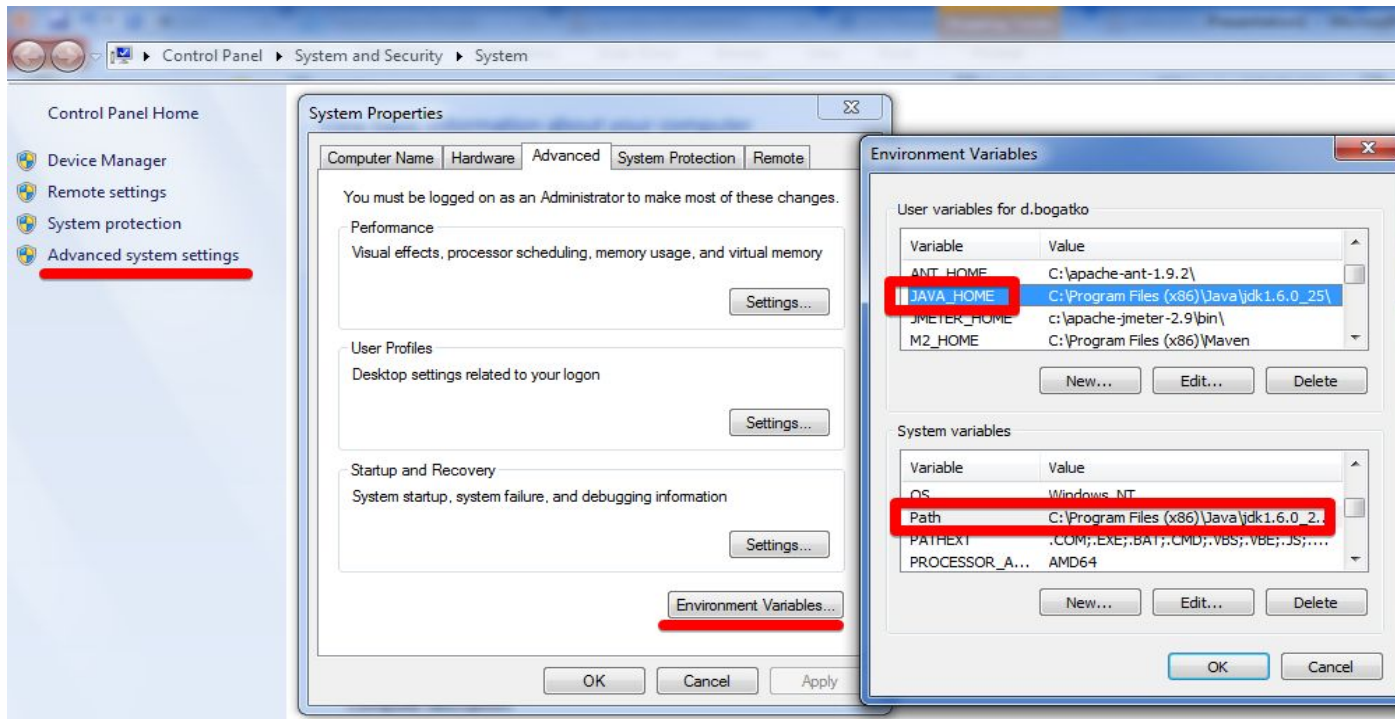 Control Panel ▸ System and Security ▸ System
Control Panel Home
Device Manager
Remote settings
System protection
Advanced system settings
System Properties
Computer Name Hardware Advanced System Protection Remote
You must be logged on as an Administrator to make most of these changes.
Performance
Visual effects, processor scheduling, memory usage, and virtual memory
Settings...
User Profiles
Desktop settings related to your logon
Settings...
Startup and Recovery
System startup, system failure, and debugging information
Settings...
Environment Variables...
OK Cancel Apply
Environment Variables
User variables for d.bogatko
Variable Value
ANT_HOME C:\apache-ant-1.9.2\
JAVA_HOME C:\Program Files (x86)\Java\jdk1.6.0_25\
JMETER_HOME c:\apache-jmeter-2.9\bin\
M2_HOME C:\Program Files (x86)\Maven
New... Edit... Delete
System variables
Variable Value
OS Windows_NT
Path C:\Program Files (x86)\Java\jdk1.6.0_2...
PATHEXT .COM;.EXE;.BAT;.CMD;.VBS;.VBE;.JS;....
PROCESSOR_A... AMD64
New... Edit... Delete
OK Cancel